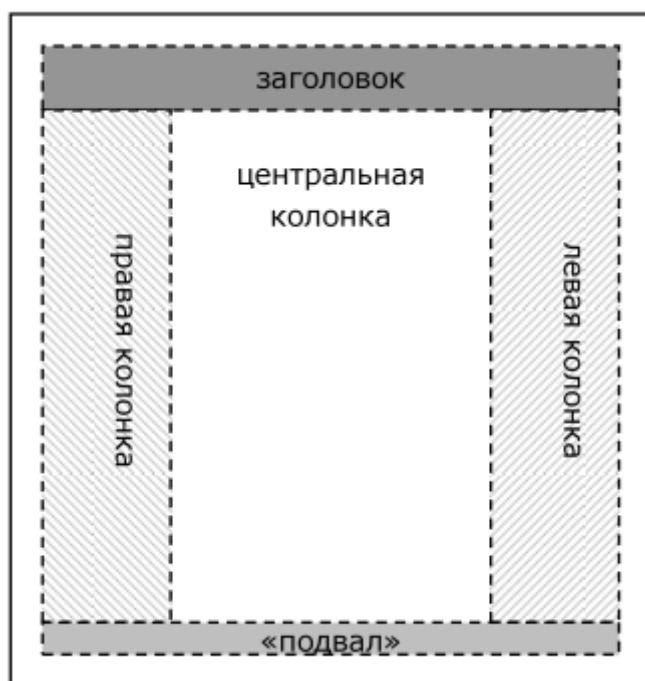 заголовок
центральная
колонка
правая колонка
левая колонка
«подвал»